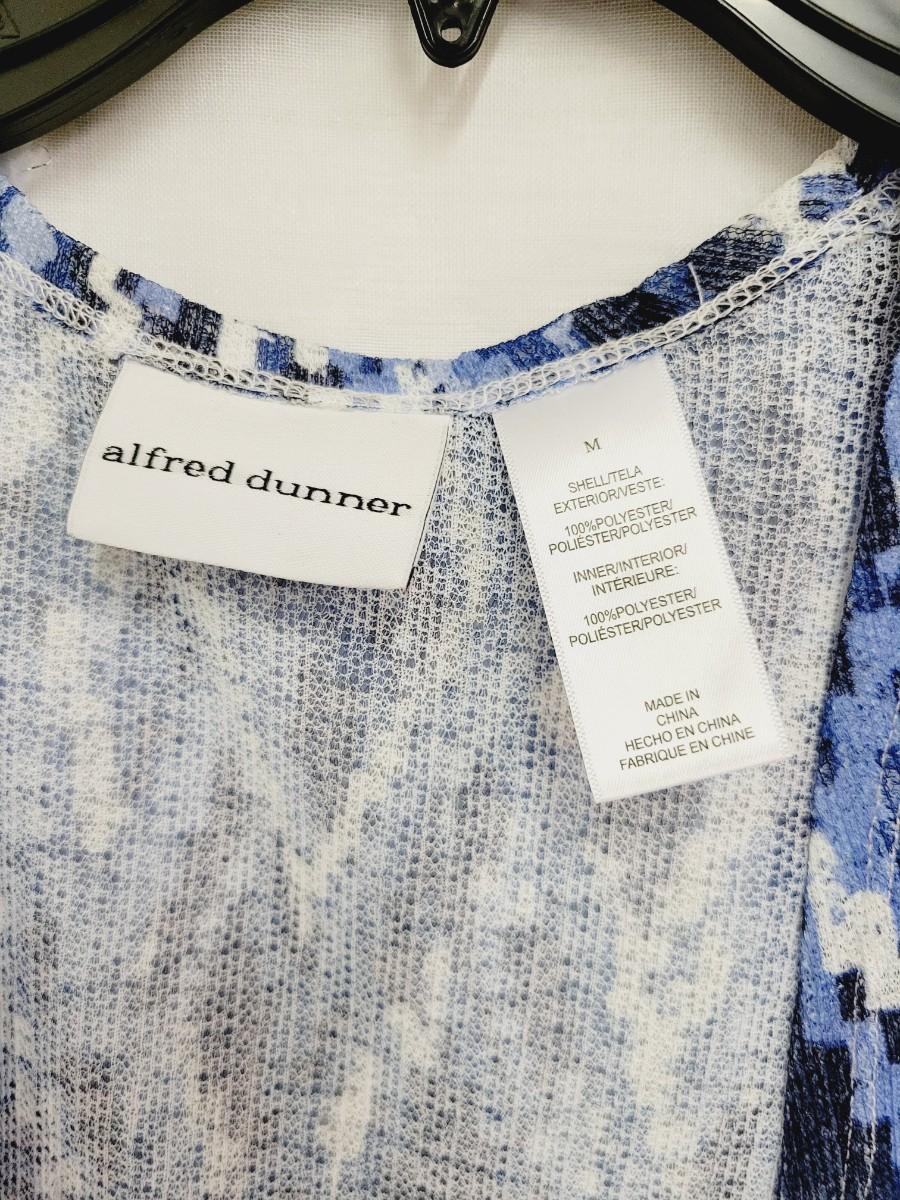 alfred dunner
M
SHELL/TELA
EXTERIOR/VESTE:
100%POLYESTER/
POLIÉSTER/POLYESTER
INNER/INTERIOR/
INTÉRIEURE:
100%POLYESTER/
POLIÉSTER/POLYESTER
MADE IN
CHINA
HECHO EN CHINA
FABRIQUE EN CHINE